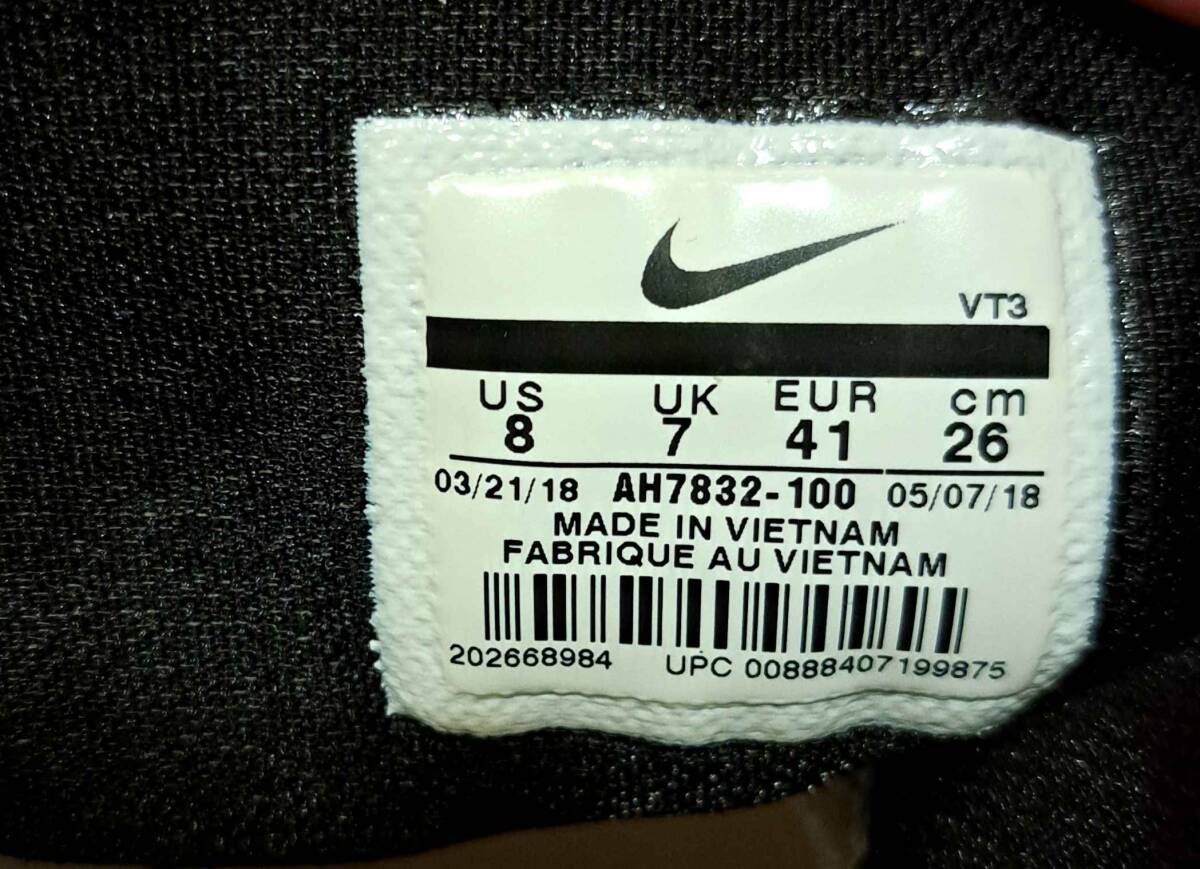 VT3
US UK EUR cm
8 7 41 26
03/21/18 AH7832-100 05/07/18
MADE IN VIETNAM
FABRIQUE AU VIETNAM
202668984 UPC 00888407199875